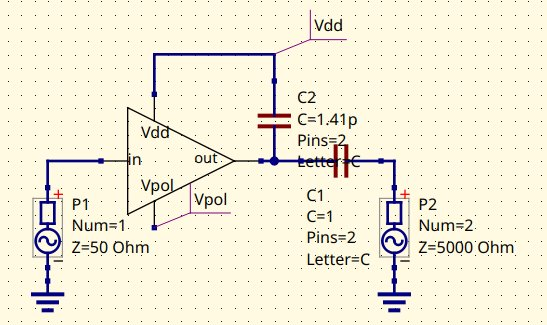 Vdd
C2
C=1.41p
Pins=2
Letter=C
Vdd
in
out
Vpol
Vpol
C1
C=1
Pins=2
Letter=C
P1
Num=1
Z=50 Ohm
P2
Num=2
Z=5000 Ohm